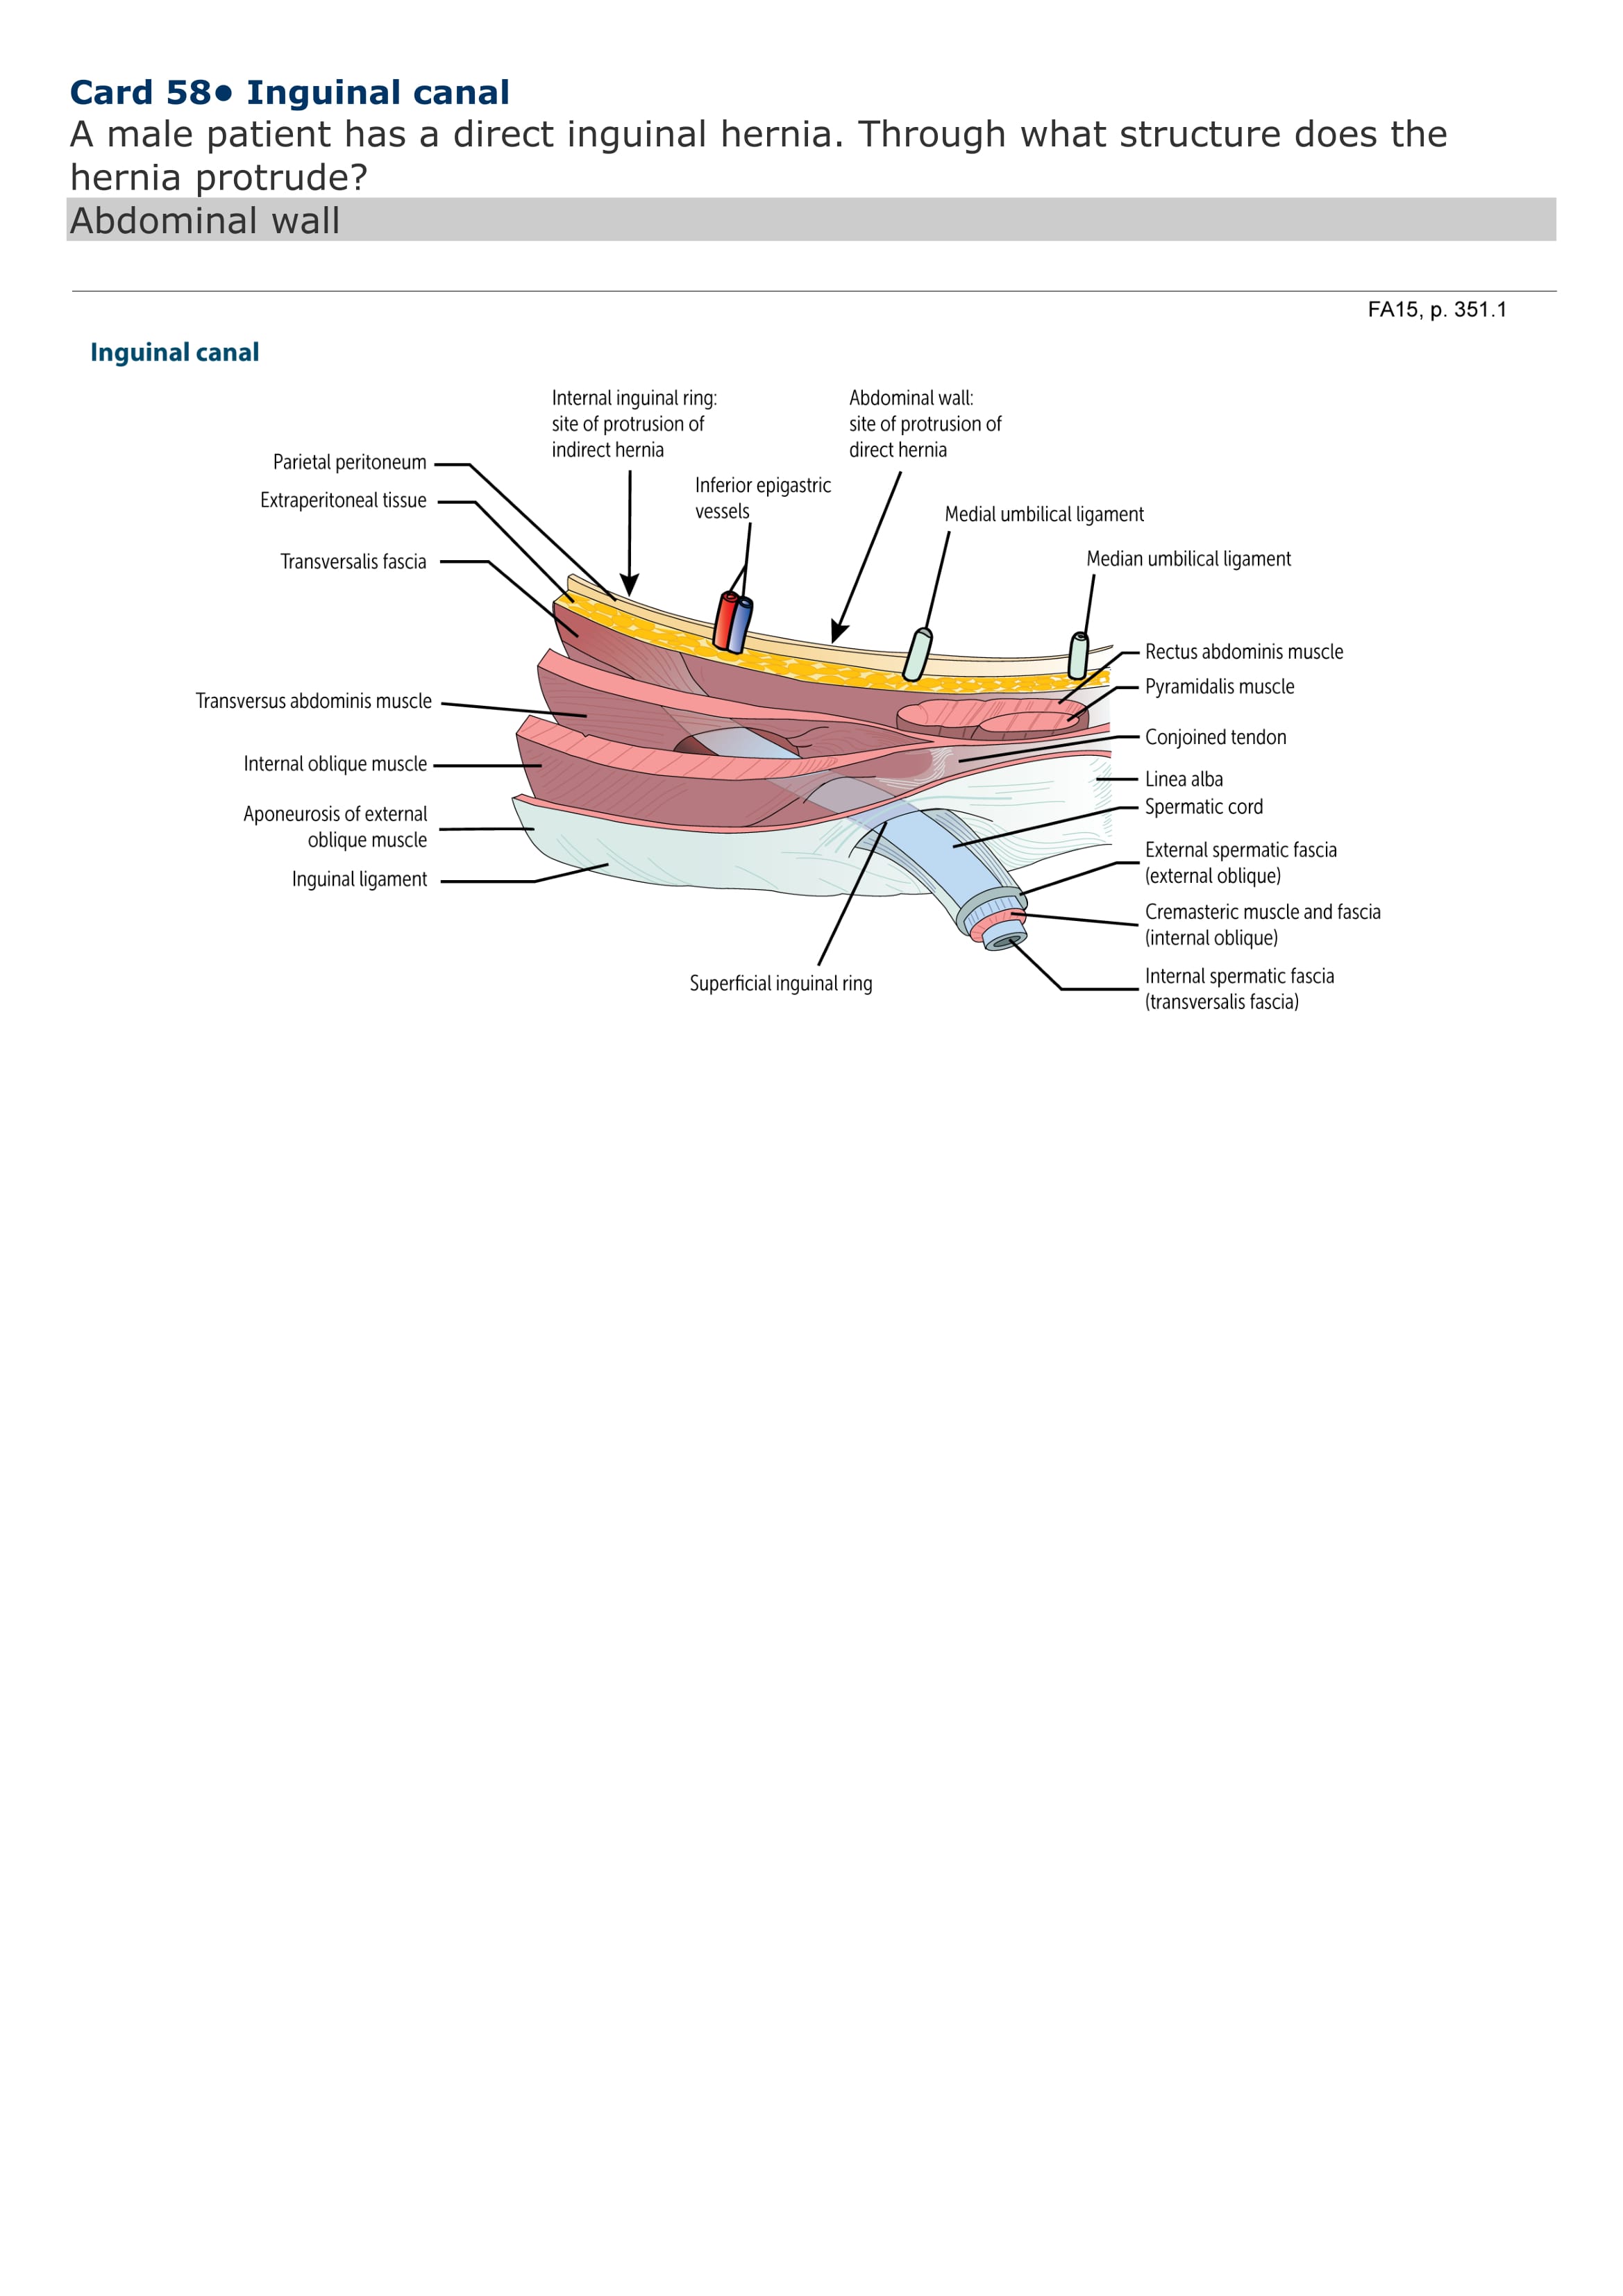 Card 58● Inguinal canal
A male patient has a direct inguinal hernia. Through what structure does the
hernia protrude?
Abdominal wall
FA15, p. 351.1
Inguinal canal
Internal inguinal ring:
site of protrusion of
indirect hernia
Abdominal wall:
site of protrusion of
direct hernia
Parietal peritoneum
Inferior epigastric
vessels
Extraperitoneal tissue
Medial umbilical ligament
Transversalis fascia
Median umbilical ligament
Rectus abdominis muscle
Pyramidalis muscle
Transversus abdominis muscle
Conjoined tendon
Internal oblique muscle
Linea alba
Spermatic cord
Aponeurosis of external
oblique muscle
External spermatic fascia
(external oblique)
Inguinal ligament
Cremasteric muscle and fascia
(internal oblique)
Superficial inguinal ring
Internal spermatic fascia
(transversalis fascia)